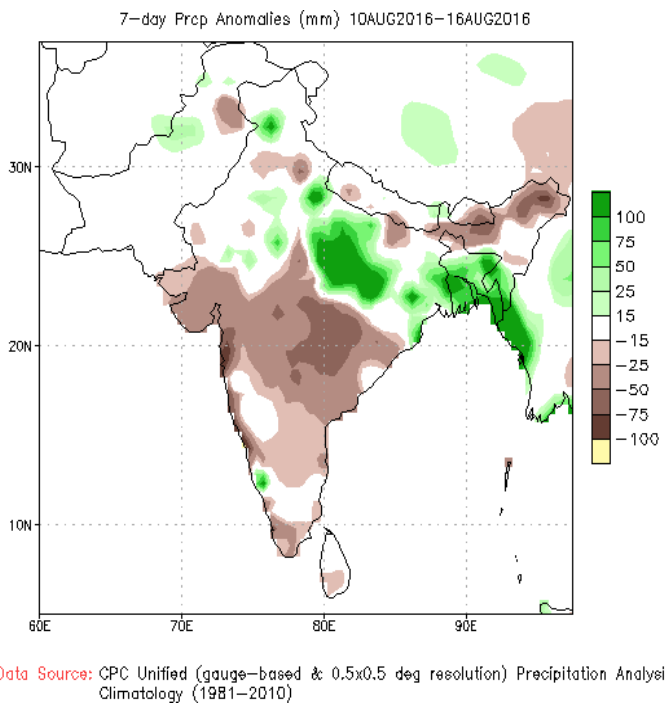 7-day Prcp Anomalies (mm) 10AUG2016-16AUG2016
30N
20N
10N
60E 70E 80E 90E
100
75
50
25
15
-15
-25
-50
-75
-100
Data Source: CPC Unified (gauge-based & 0.5x0.5 deg resolution) Precipitation Analysi
Climatology (1981-2010)